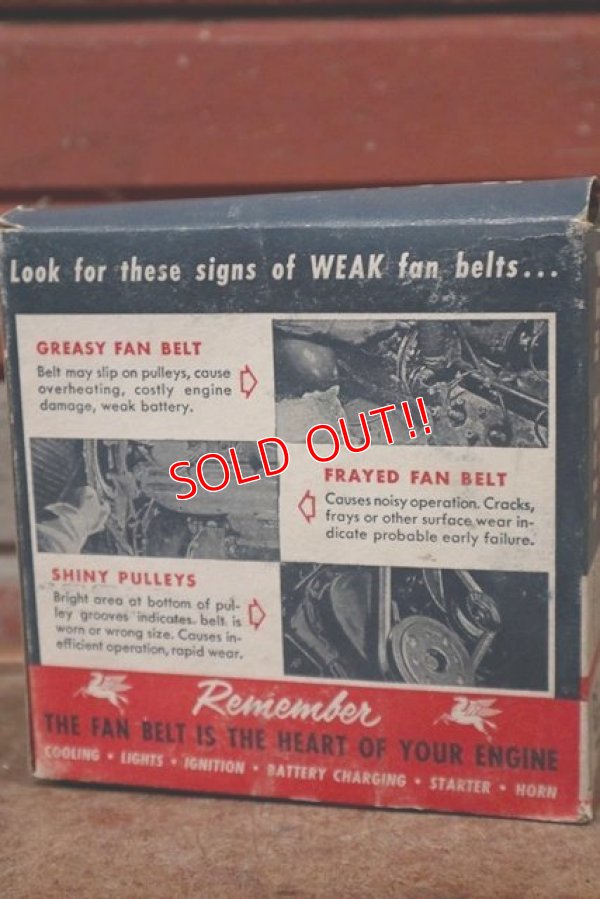 Look for these signs of WEAK fan belts...
GREASY FAN BELT
Belt may slip on pulleys, cause
overheating, costly engine
damage, weak battery.
SOLD OUT!!
FRAYED FAN BELT
Causes noisy operation. Cracks,
frays or other surface wear in-
dicate probable early failure.
SHINY PULLEYS
Bright area at bottom of pul-
ley grooves indicates belt is
worn or wrong size. Causes in-
efficient operation, rapid wear.
Remember
THE FAN BELT IS THE HEART OF YOUR ENGINE
COOLING • LIGHTS • IGNITION • BATTERY CHARGING • STARTER • HORN